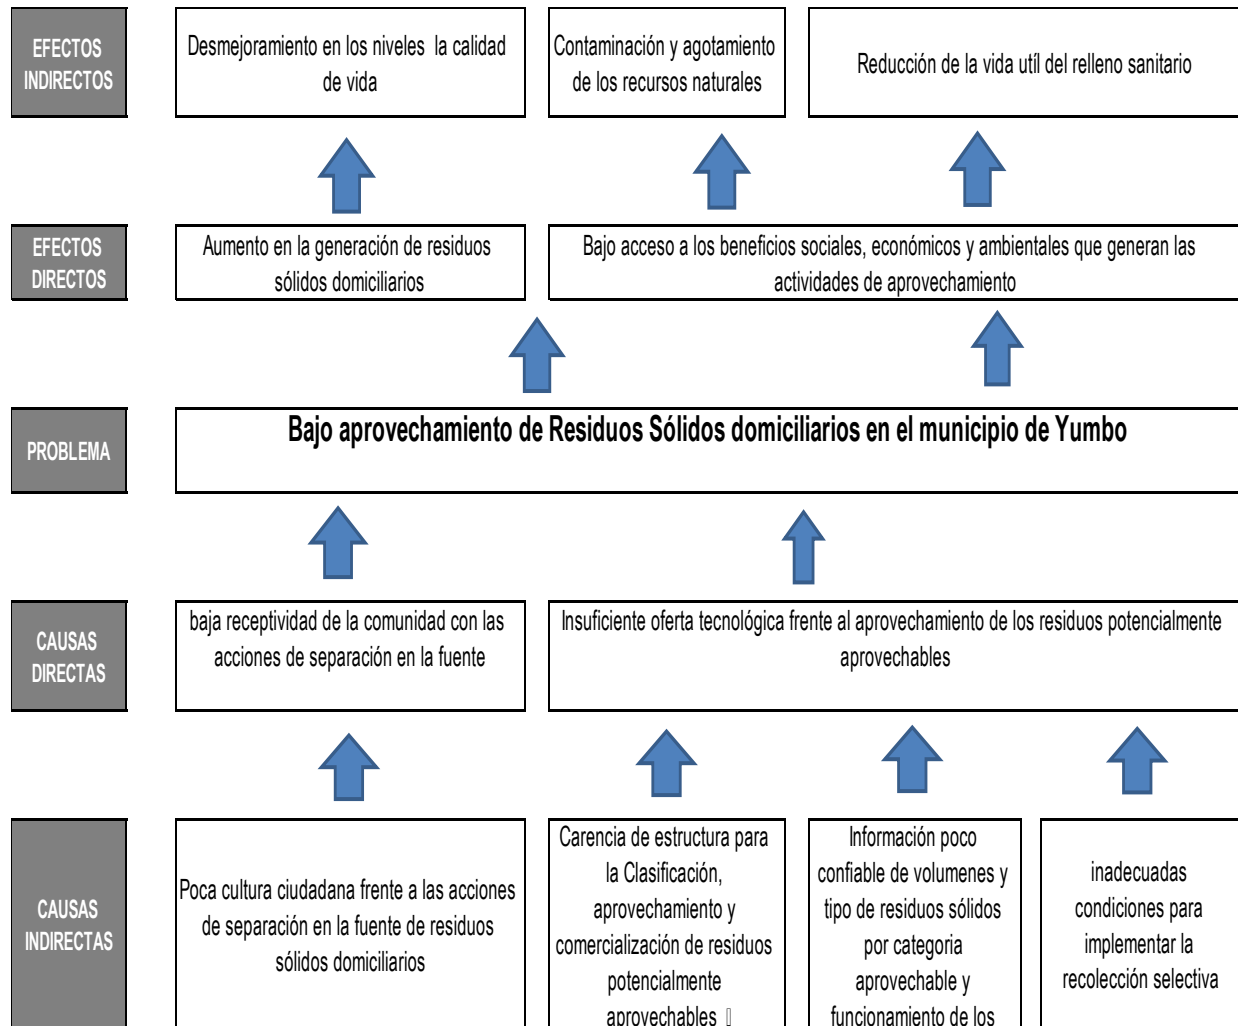 EFECTOS
INDIRECTOS
Desmejoramiento en los niveles la calidad
de vida
Contaminación y agotamiento
de los recursos naturales
Reducción de la vida utíl del relleno sanitario
EFECTOS
DIRECTOS
Aumento en la generación de residuos
sólidos domiciliarios
Bajo acceso a los beneficios sociales, económicos y ambientales que generan las
actividades de aprovechamiento
PROBLEMA
Bajo aprovechamiento de Residuos Sólidos domiciliarios en el municipio de Yumbo
CAUSAS
DIRECTAS
baja receptividad de la comunidad con las
acciones de separación en la fuente
Insuficiente oferta tecnológica frente al aprovechamiento de los residuos potencialmente
aprovechables
CAUSAS
INDIRECTAS
Poca cultura ciudadana frente a las acciones
de separación en la fuente de residuos
sólidos domiciliarios
Carencia de estructura para
la Clasificación,
aprovechamiento y
comercialización de residuos
potencialmente
aprovechables
Información poco
confiable de volumenes y
tipo de residuos sólidos
por categoria
aprovechable y
funcionamiento de los
inadecuadas
condiciones para
implementar la
recolección selectiva